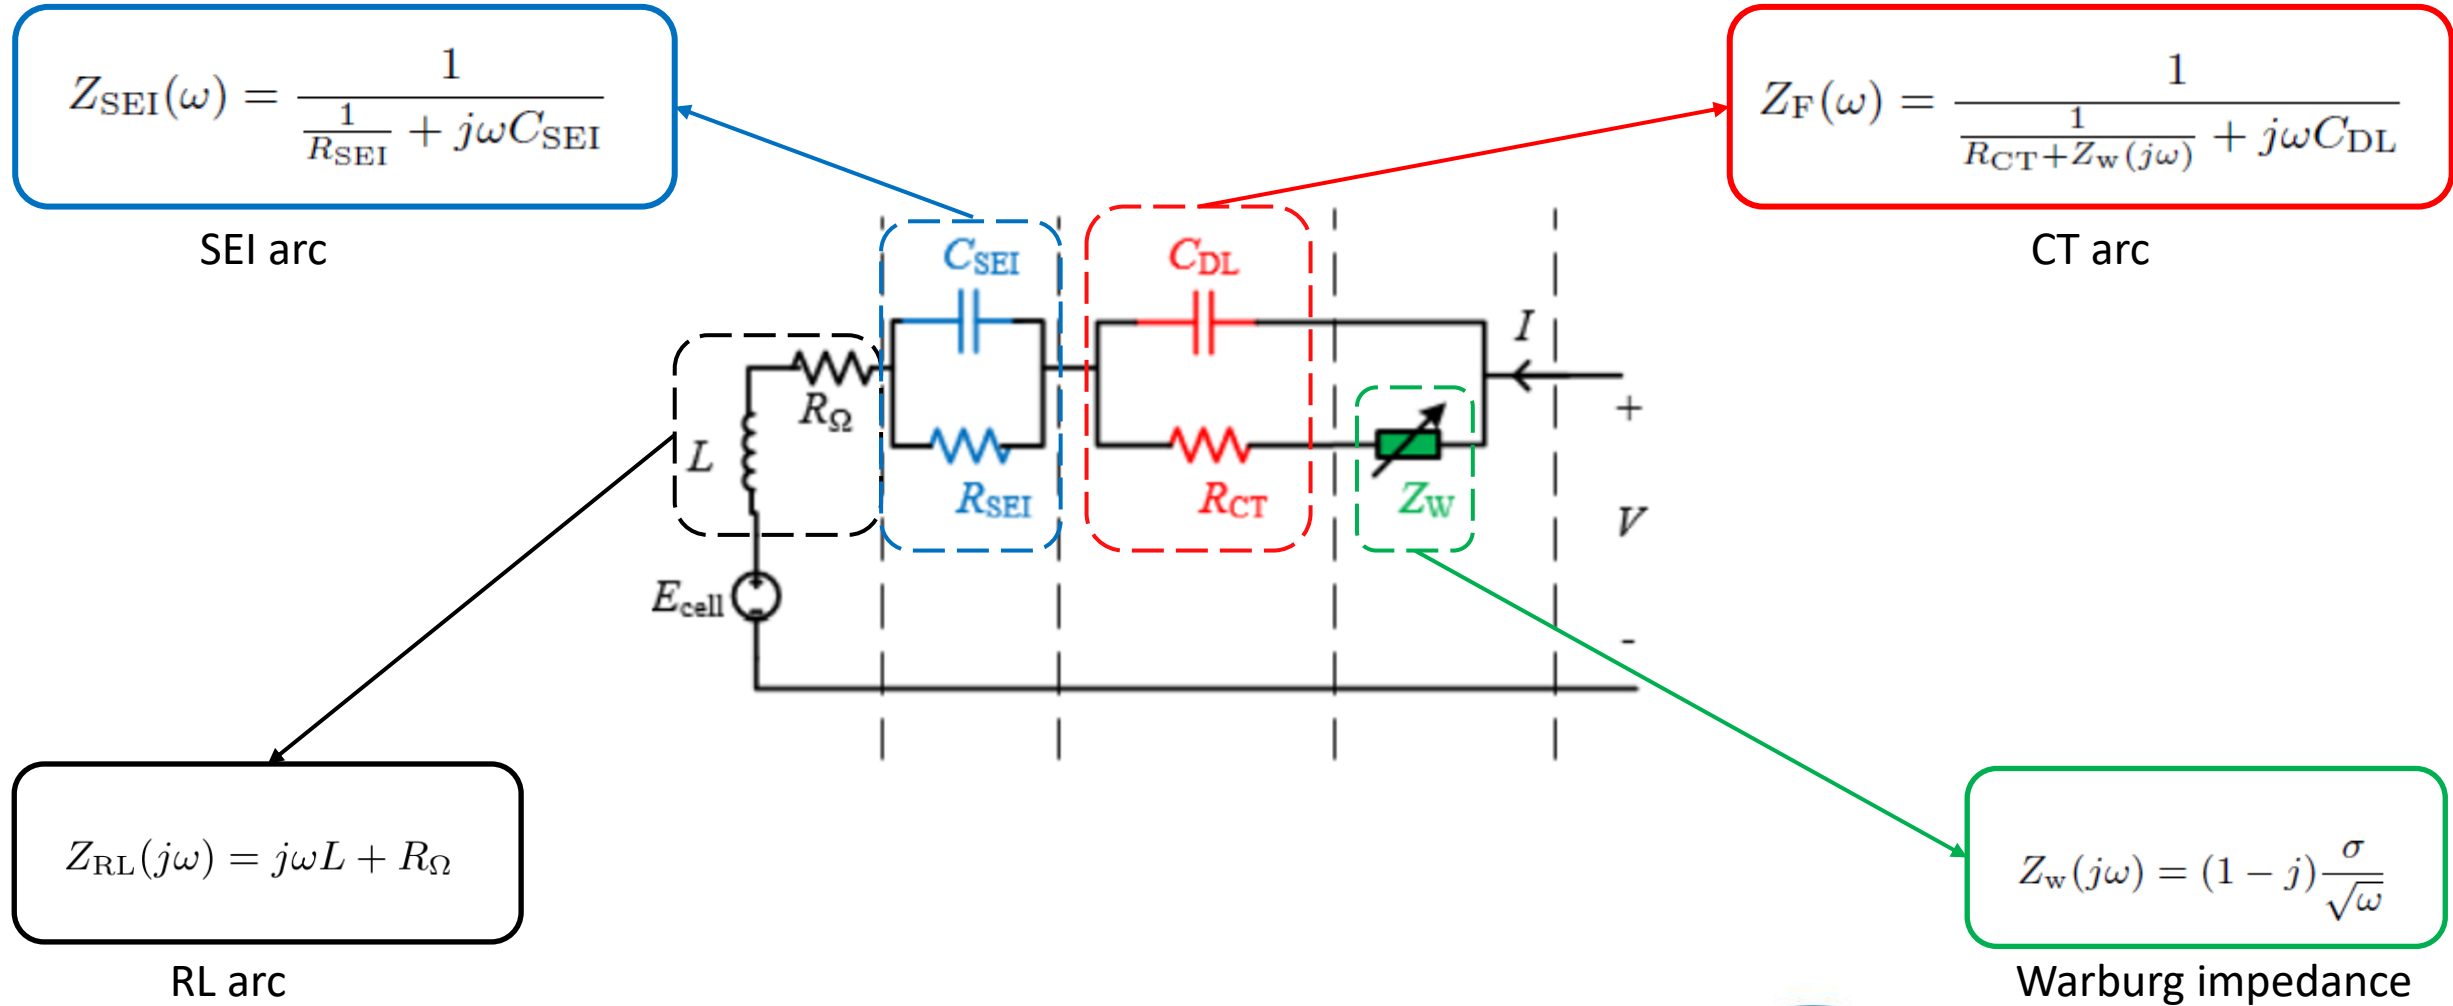 Z_SEI(ω) = 1 / (1/R_SEI + jωC_SEI)
SEI arc
Z_F(ω) = 1 / (1/(R_CT+Z_w(jω)) + jωC_DL)
CT arc
C_SEI
C_DL
I
R_Ω
L
+
R_SEI
R_CT
Z_W
V
E_cell
-
Z_RL(jω) = jωL + R_Ω
RL arc
Z_w(jω) = (1 − j) σ/√ω
Warburg impedance